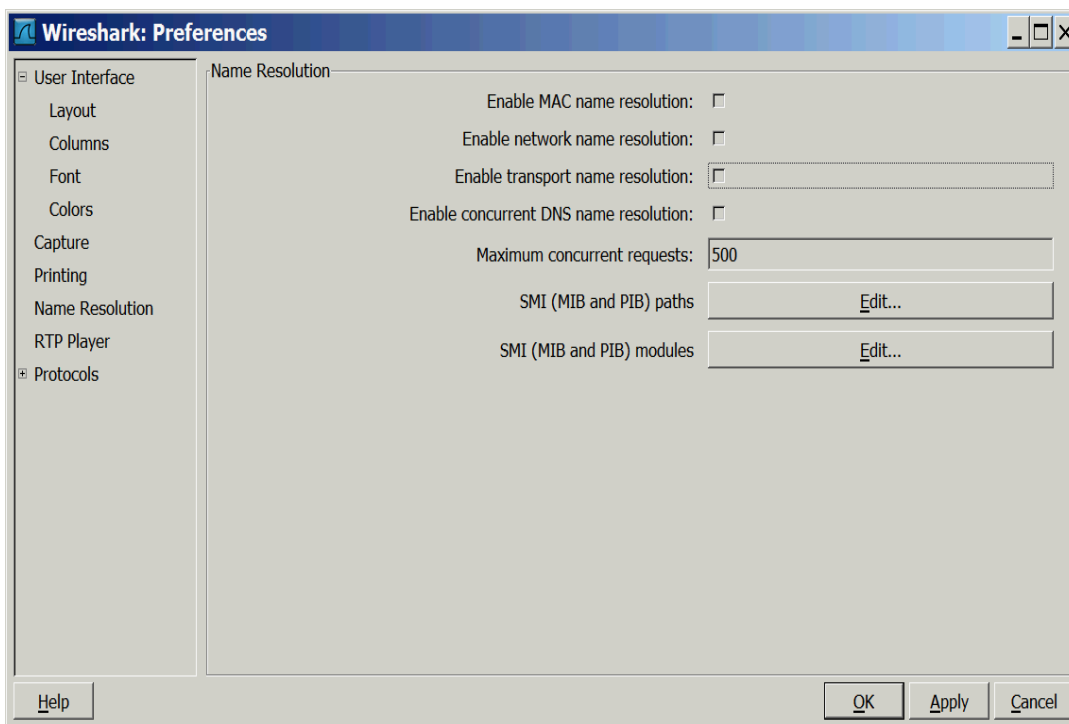 Wireshark: Preferences
User Interface
Layout
Columns
Font
Colors
Capture
Printing
Name Resolution
RTP Player
Protocols
Name Resolution
Enable MAC name resolution:
Enable network name resolution:
Enable transport name resolution:
Enable concurrent DNS name resolution:
Maximum concurrent requests: 500
SMI (MIB and PIB) paths Edit...
SMI (MIB and PIB) modules Edit...
Help OK Apply Cancel